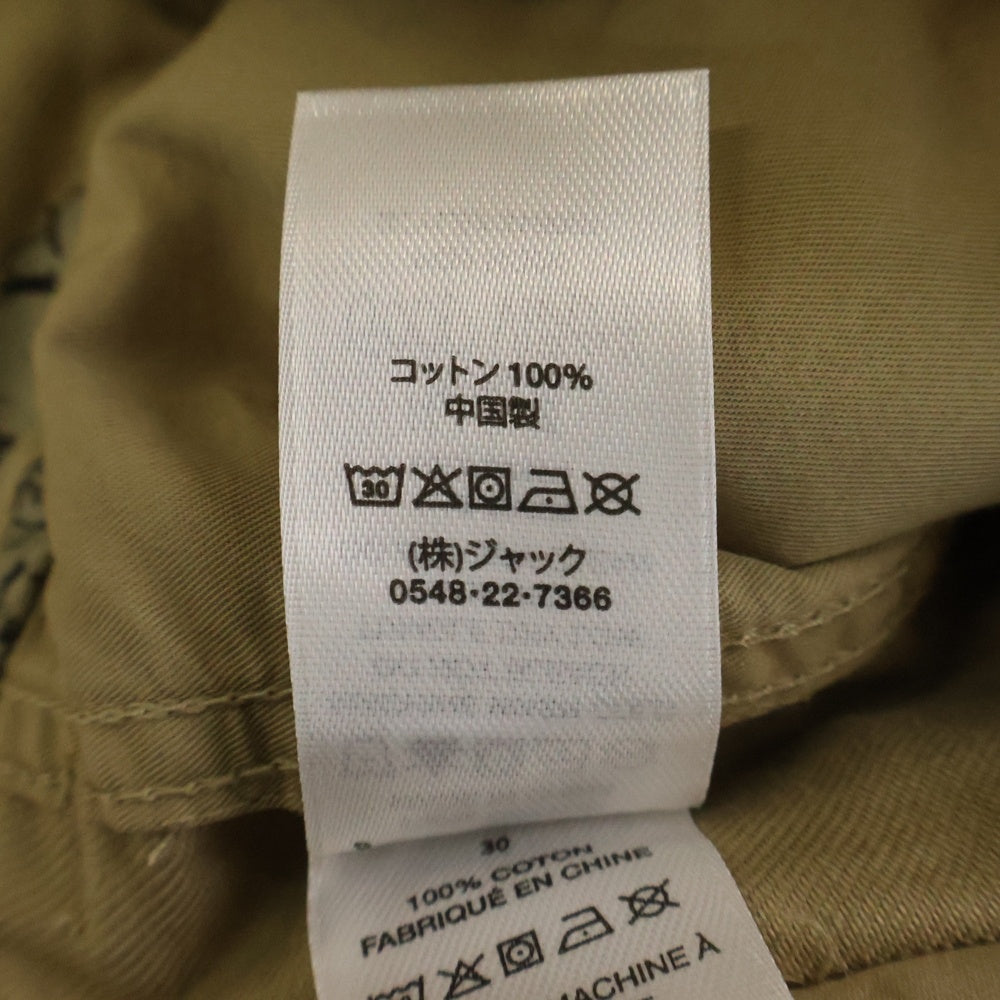 コットン 100%
中国製
30
(株)ジャック
0548・22・7366
30
100% COTON
FABRIQUÉ EN CHINE
MACHINE À